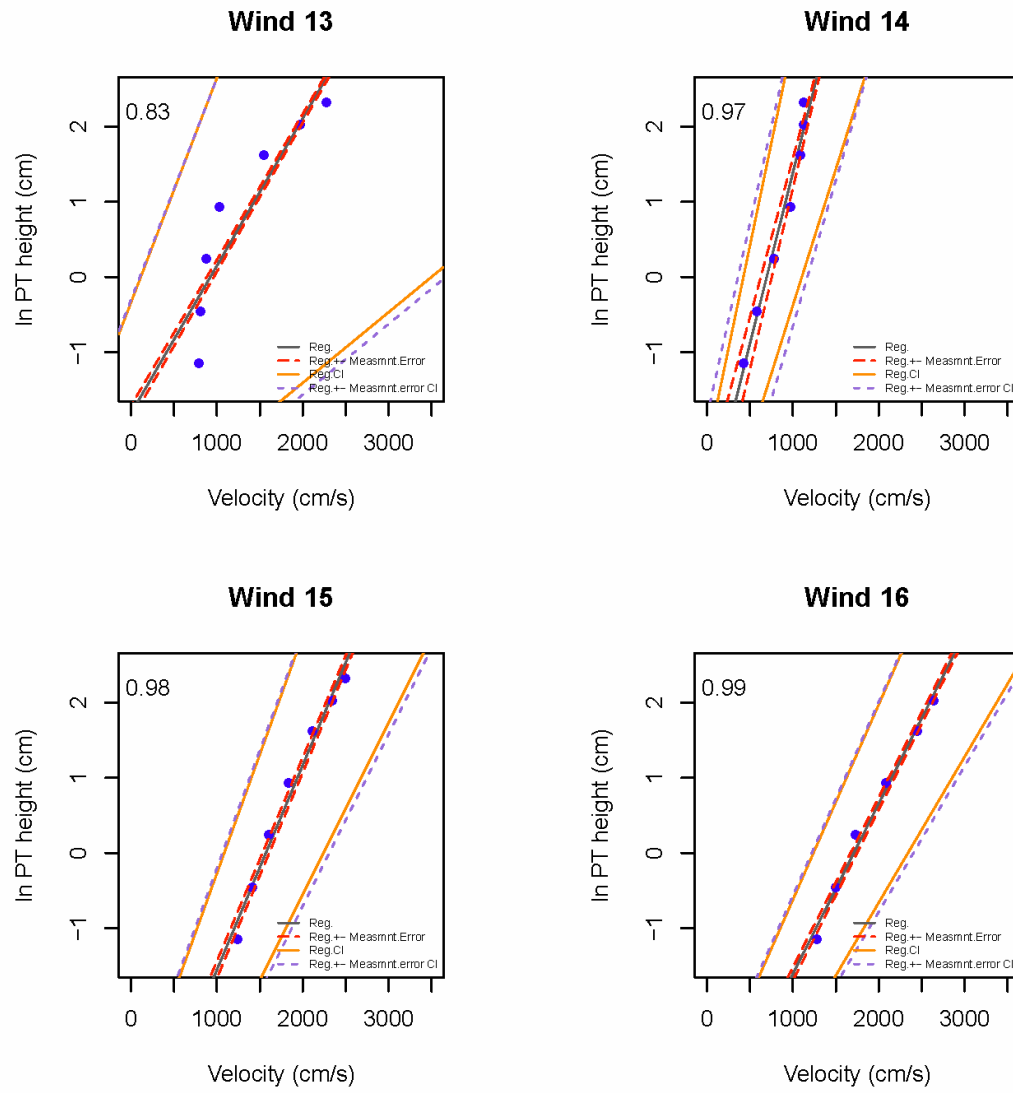 Wind 13
0.83
ln PT height (cm)
2
1
0
−1
Reg.
Reg.+− Measmnt.Error
Reg.CI
Reg.+− Measmnt.error CI
0 1000 2000 3000
Velocity (cm/s)
Wind 14
0.97
ln PT height (cm)
2
1
0
−1
Reg.
Reg.+− Measmnt.Error
Reg.CI
Reg.+− Measmnt.error CI
0 1000 2000 3000
Velocity (cm/s)
Wind 15
0.98
ln PT height (cm)
2
1
0
−1
Reg.
Reg.+− Measmnt.Error
Reg.CI
Reg.+− Measmnt.error CI
0 1000 2000 3000
Velocity (cm/s)
Wind 16
0.99
ln PT height (cm)
2
1
0
−1
Reg.
Reg.+− Measmnt.Error
Reg.CI
Reg.+− Measmnt.error CI
0 1000 2000 3000
Velocity (cm/s)